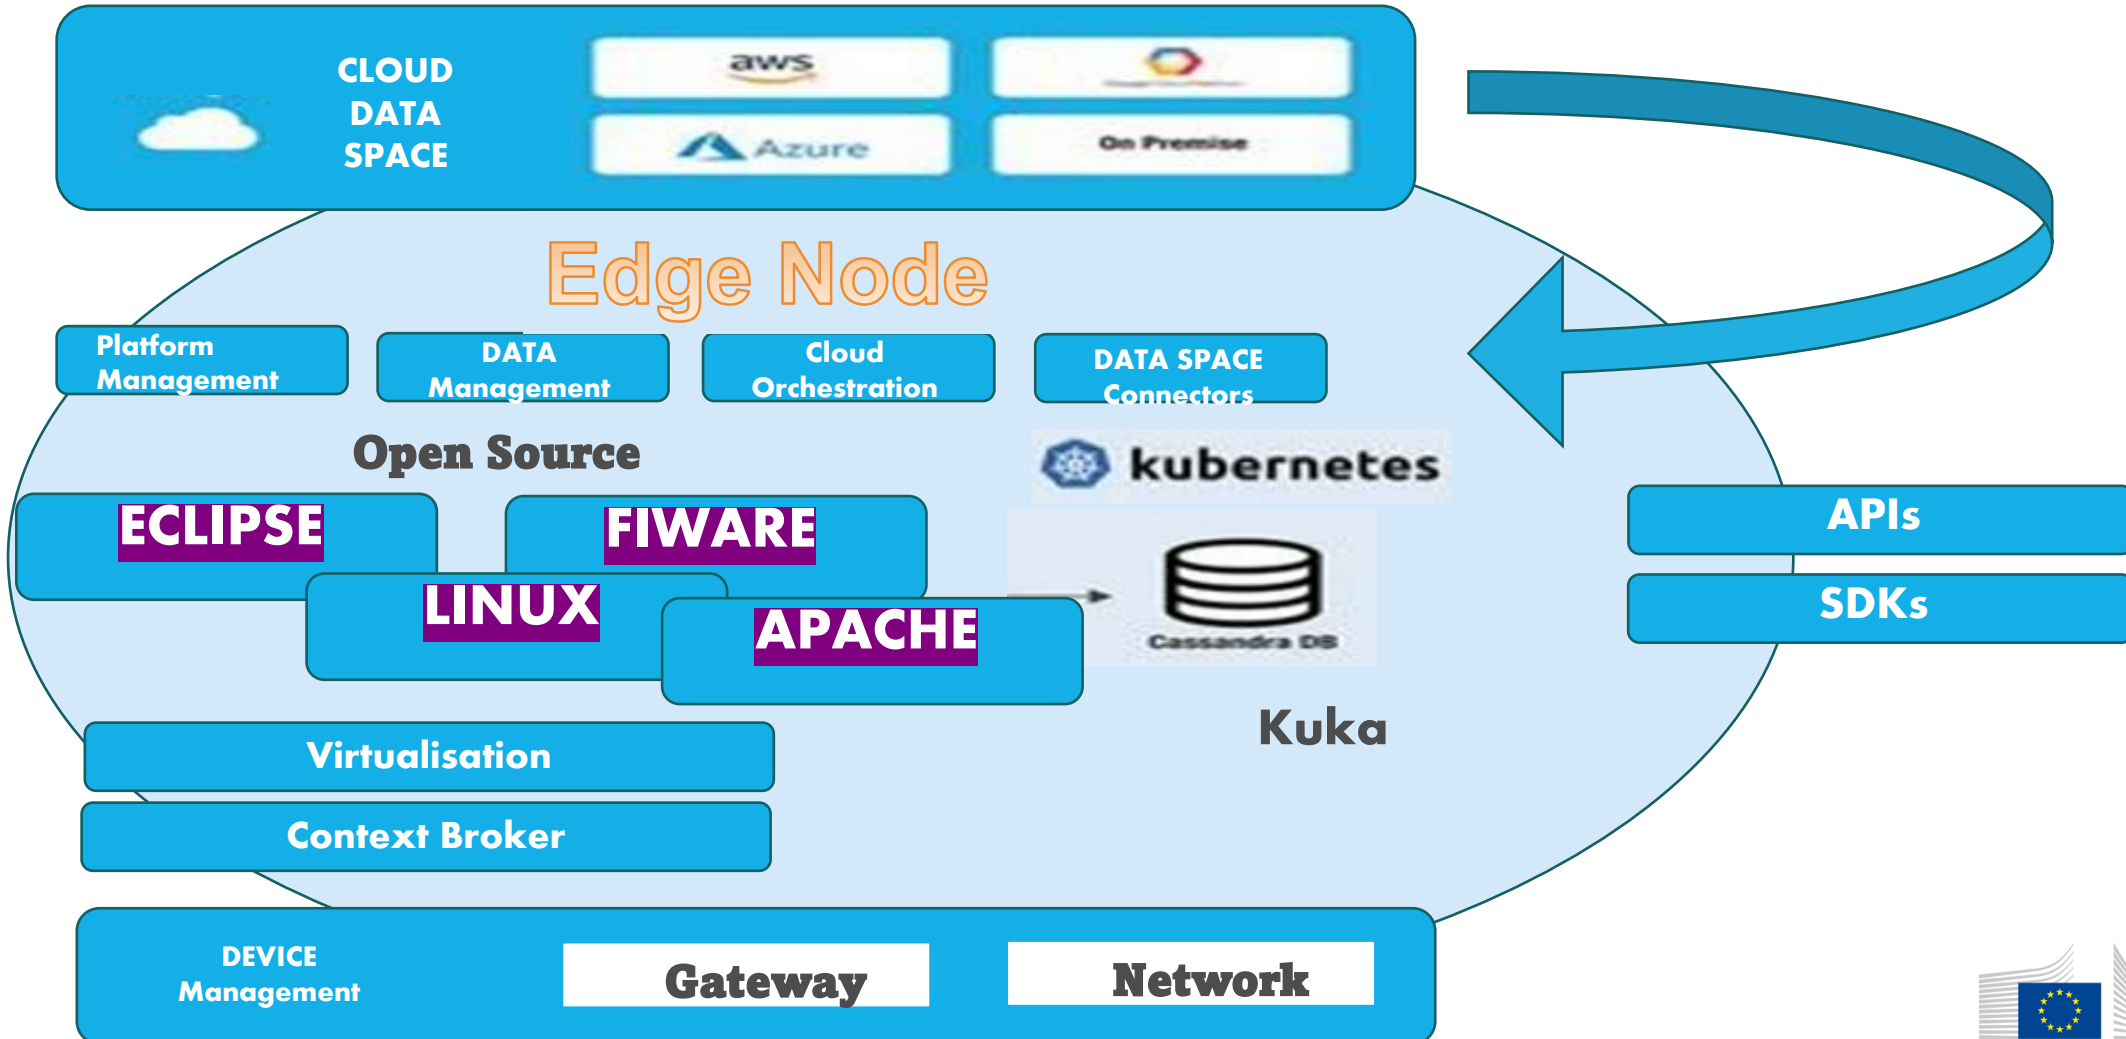 CLOUD
DATA
SPACE
aws
Azure
On Premise
Edge Node
Platform
Management
DATA
Management
Cloud
Orchestration
DATA SPACE
Connectors
Open Source
kubernetes
ECLIPSE
FIWARE
LINUX
APACHE
Cassandra DB
APIs
SDKs
Kuka
Virtualisation
Context Broker
DEVICE
Management
Gateway
Network